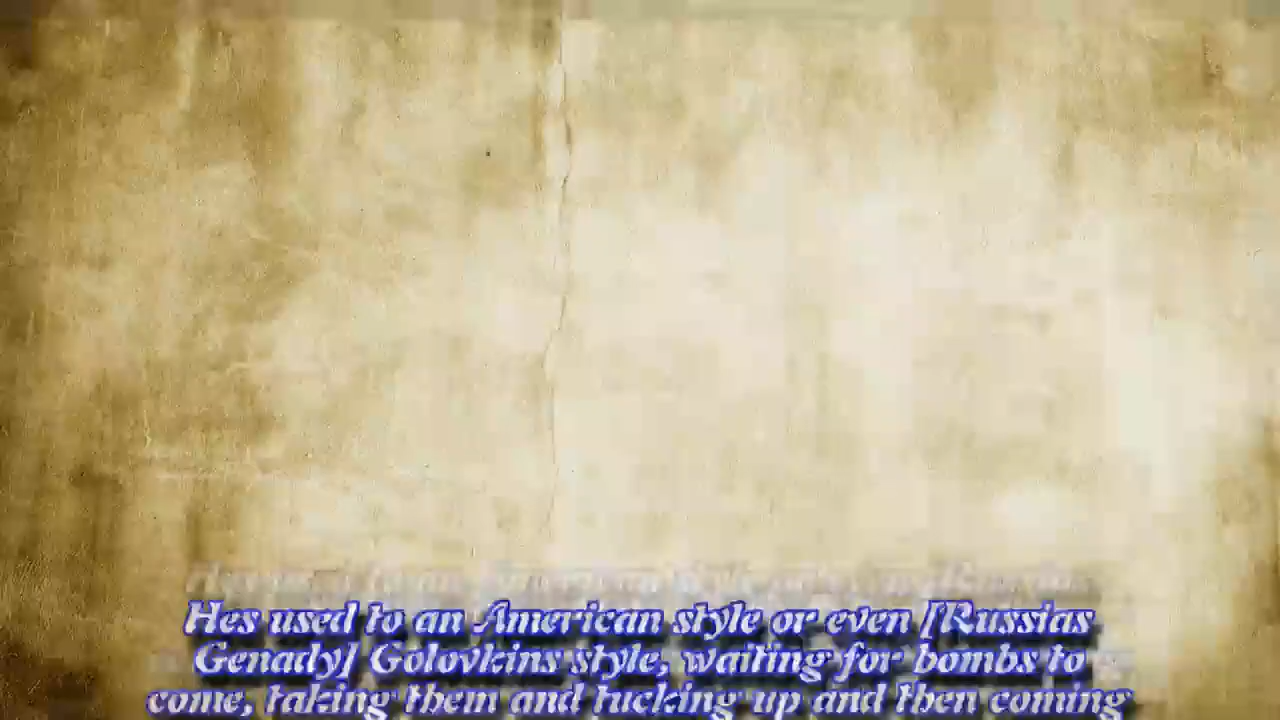 Hes used to an American style or even [Russias
Genady] Golovkins style, waiting for bombs to
come, taking them and tucking up and then coming